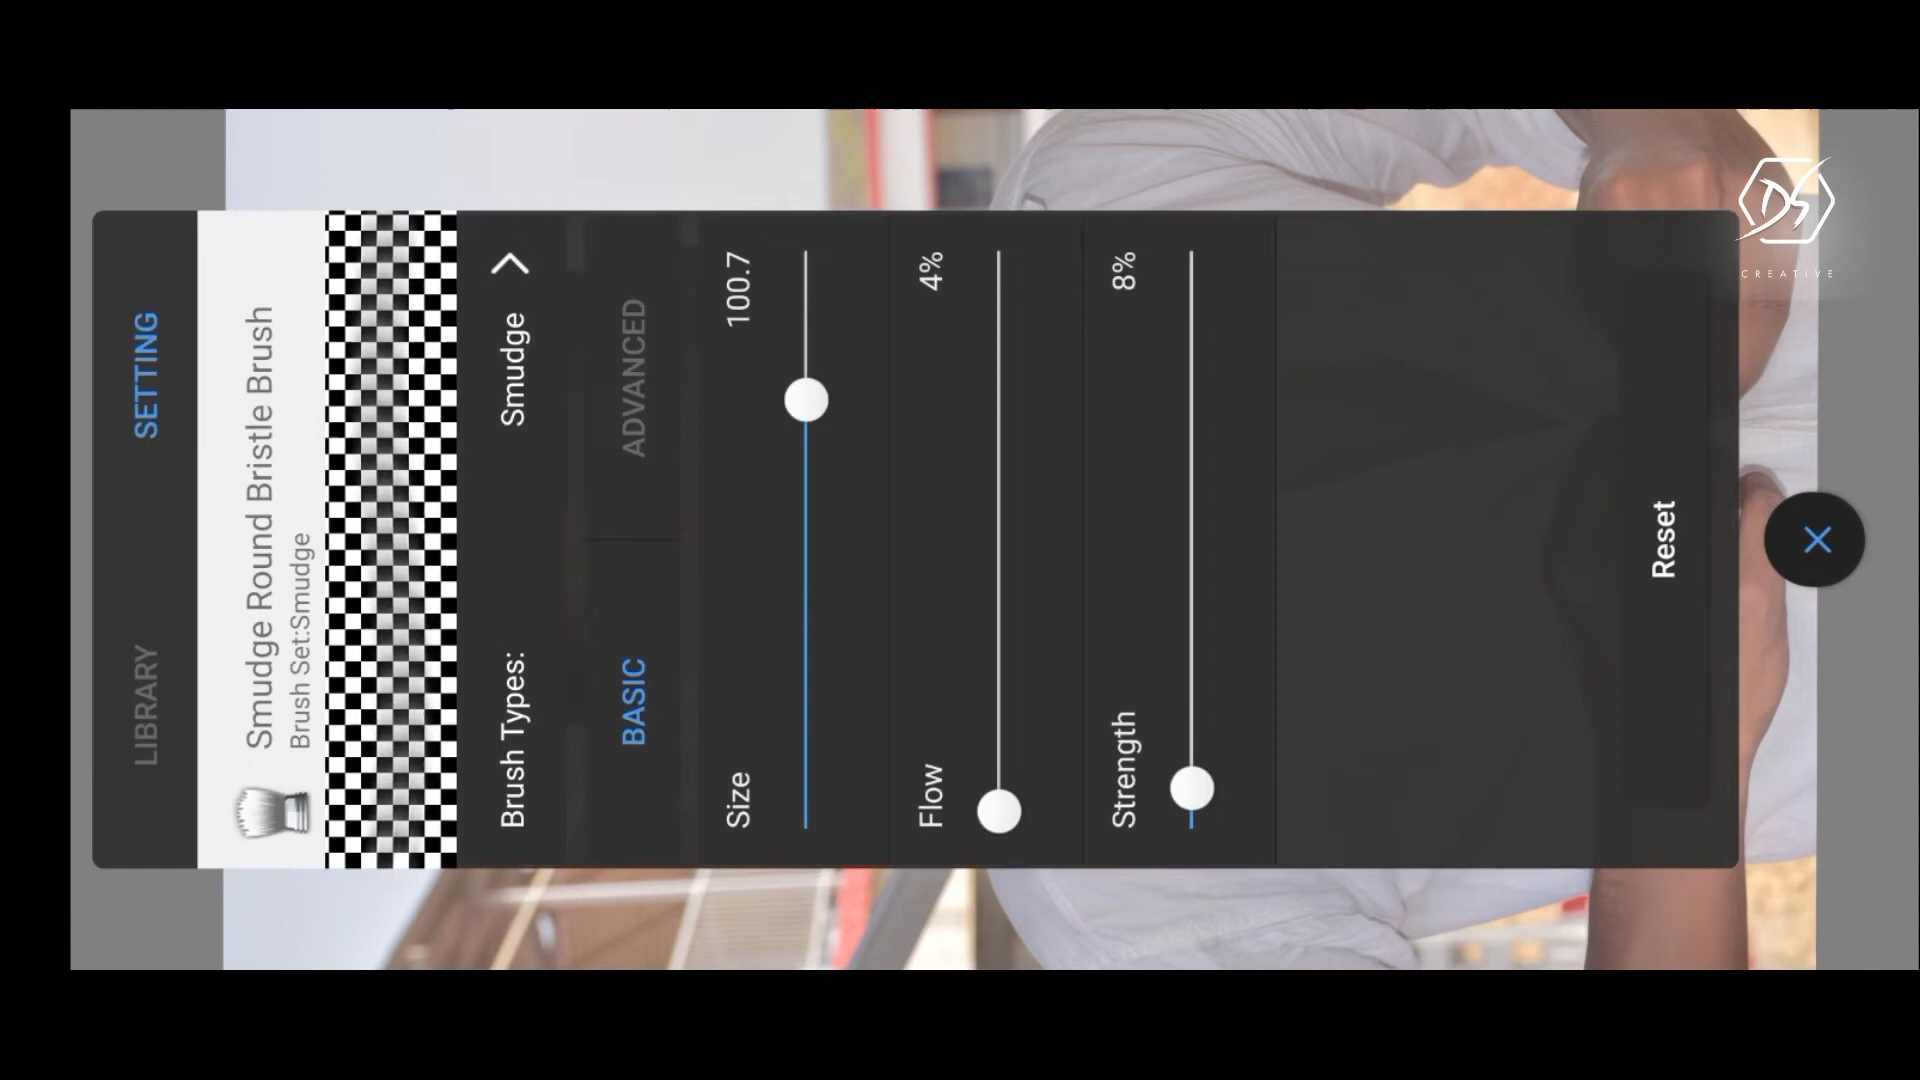 LIBRARY
SETTING
Smudge Round Bristle Brush
Brush Set:Smudge
Brush Types:
Smudge
BASIC
ADVANCED
Size
100.7
Flow
4%
Strength
8%
Reset
DS
CREATIVE